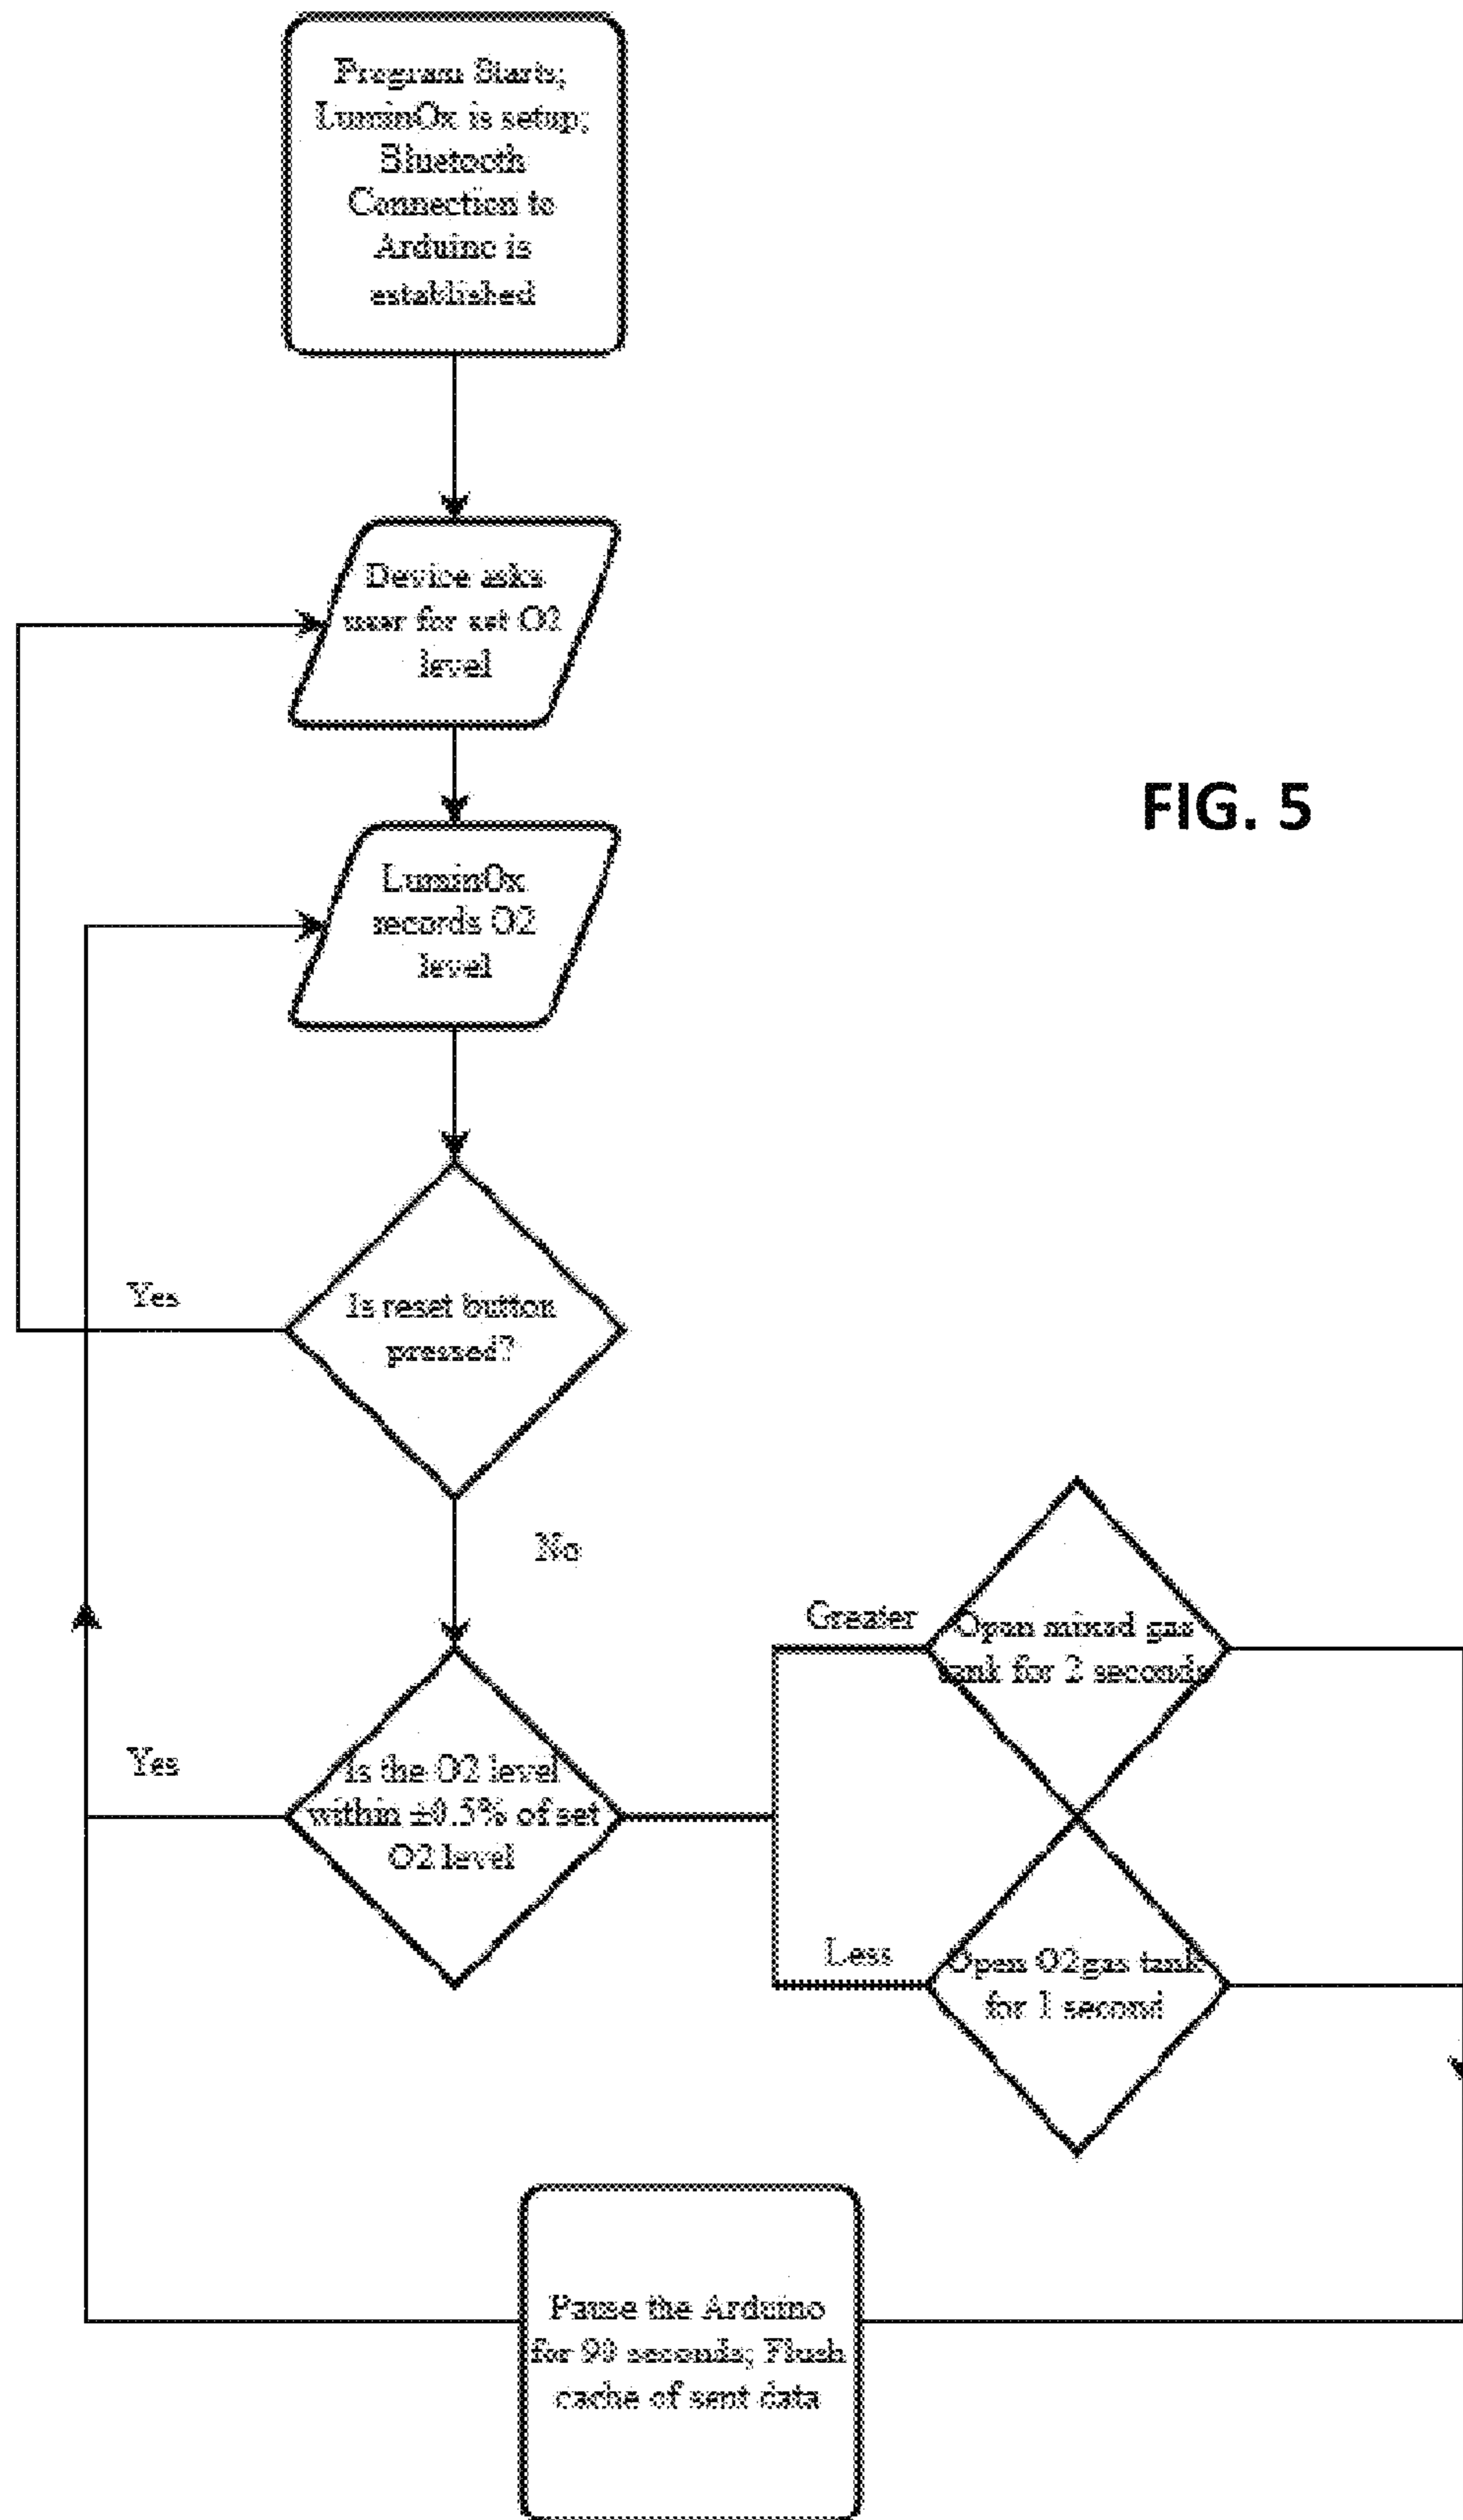 Program Starts;
LuminOx is setup;
Bluetooth
Connection to
Arduino is
established
Device asks
user for set O2
level
FIG. 5
LuminOx
records O2
level
Yes
Is reset button
pressed?
No
Greater
Open mixed gas
tank for 2 seconds
Yes
Is the O2 level
within ±0.5% of set
O2 level
Less
Open O2gas tank
for 1 second
Pause the Arduino
for 90 seconds; Flush
cache of sent data